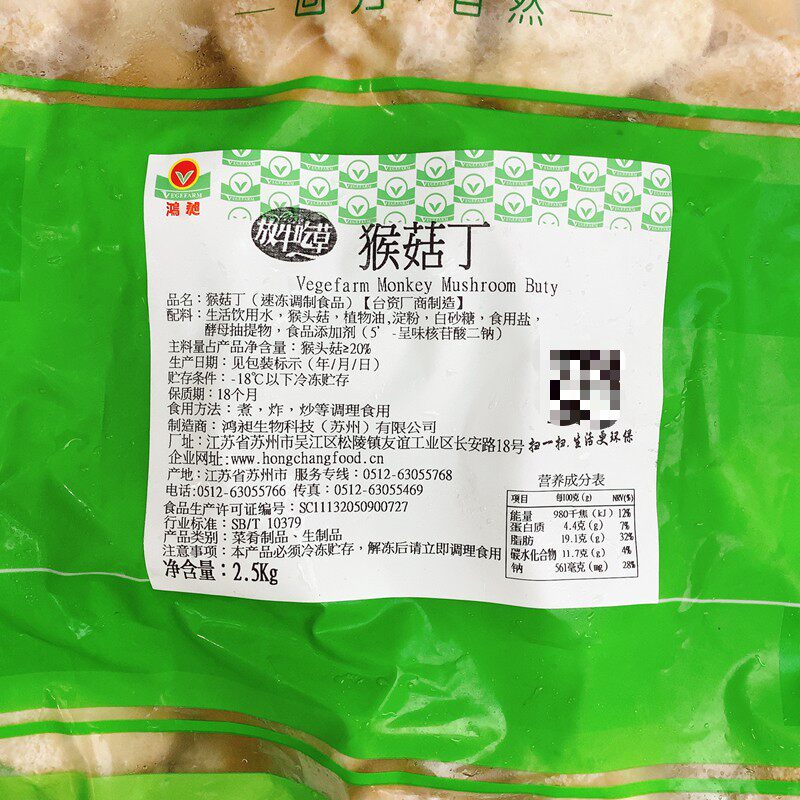 回归·自然
VEGEFARM
鸿昶
放牛吃草
猴菇丁
Vegefarm Monkey Mushroom Buty
品名：猴菇丁（速冻调制食品）【台资厂商制造】
配料：生活饮用水，猴头菇，植物油,淀粉，白砂糖，食用盐，
酵母抽提物，食品添加剂（5’-呈味核苷酸二钠）
主料量占产品净含量：猴头菇≥20%
生产日期：见包装标示（年/月/日）
贮存条件：-18℃以下冷冻贮存
保质期：18个月
食用方法：煮，炸，炒等调理食用
制造商：鸿昶生物科技（苏州）有限公司
厂址：江苏省苏州市吴江区松陵镇友谊工业区长安路18号
扫一扫.生活更环保
企业网址:www.hongchangfood.cn
产地：江苏省苏州市 服务专线：0512-63055768
电话:0512-63055766 传真：0512-63055469
食品生产许可证编号：SC11132050900727
行业标准：SB/T 10379
产品类别：菜肴制品、生制品
注意事项：本产品必须冷冻贮存，解冻后请立即调理食用
净含量：2.5Kg
营养成分表
项目 每100克(g) NRV(%)
能量 980千焦(kJ) 12%
蛋白质 4.4克(g) 7%
脂肪 19.1克(g) 32%
碳水化合物 11.7克(g) 4%
钠 561毫克(mg) 28%